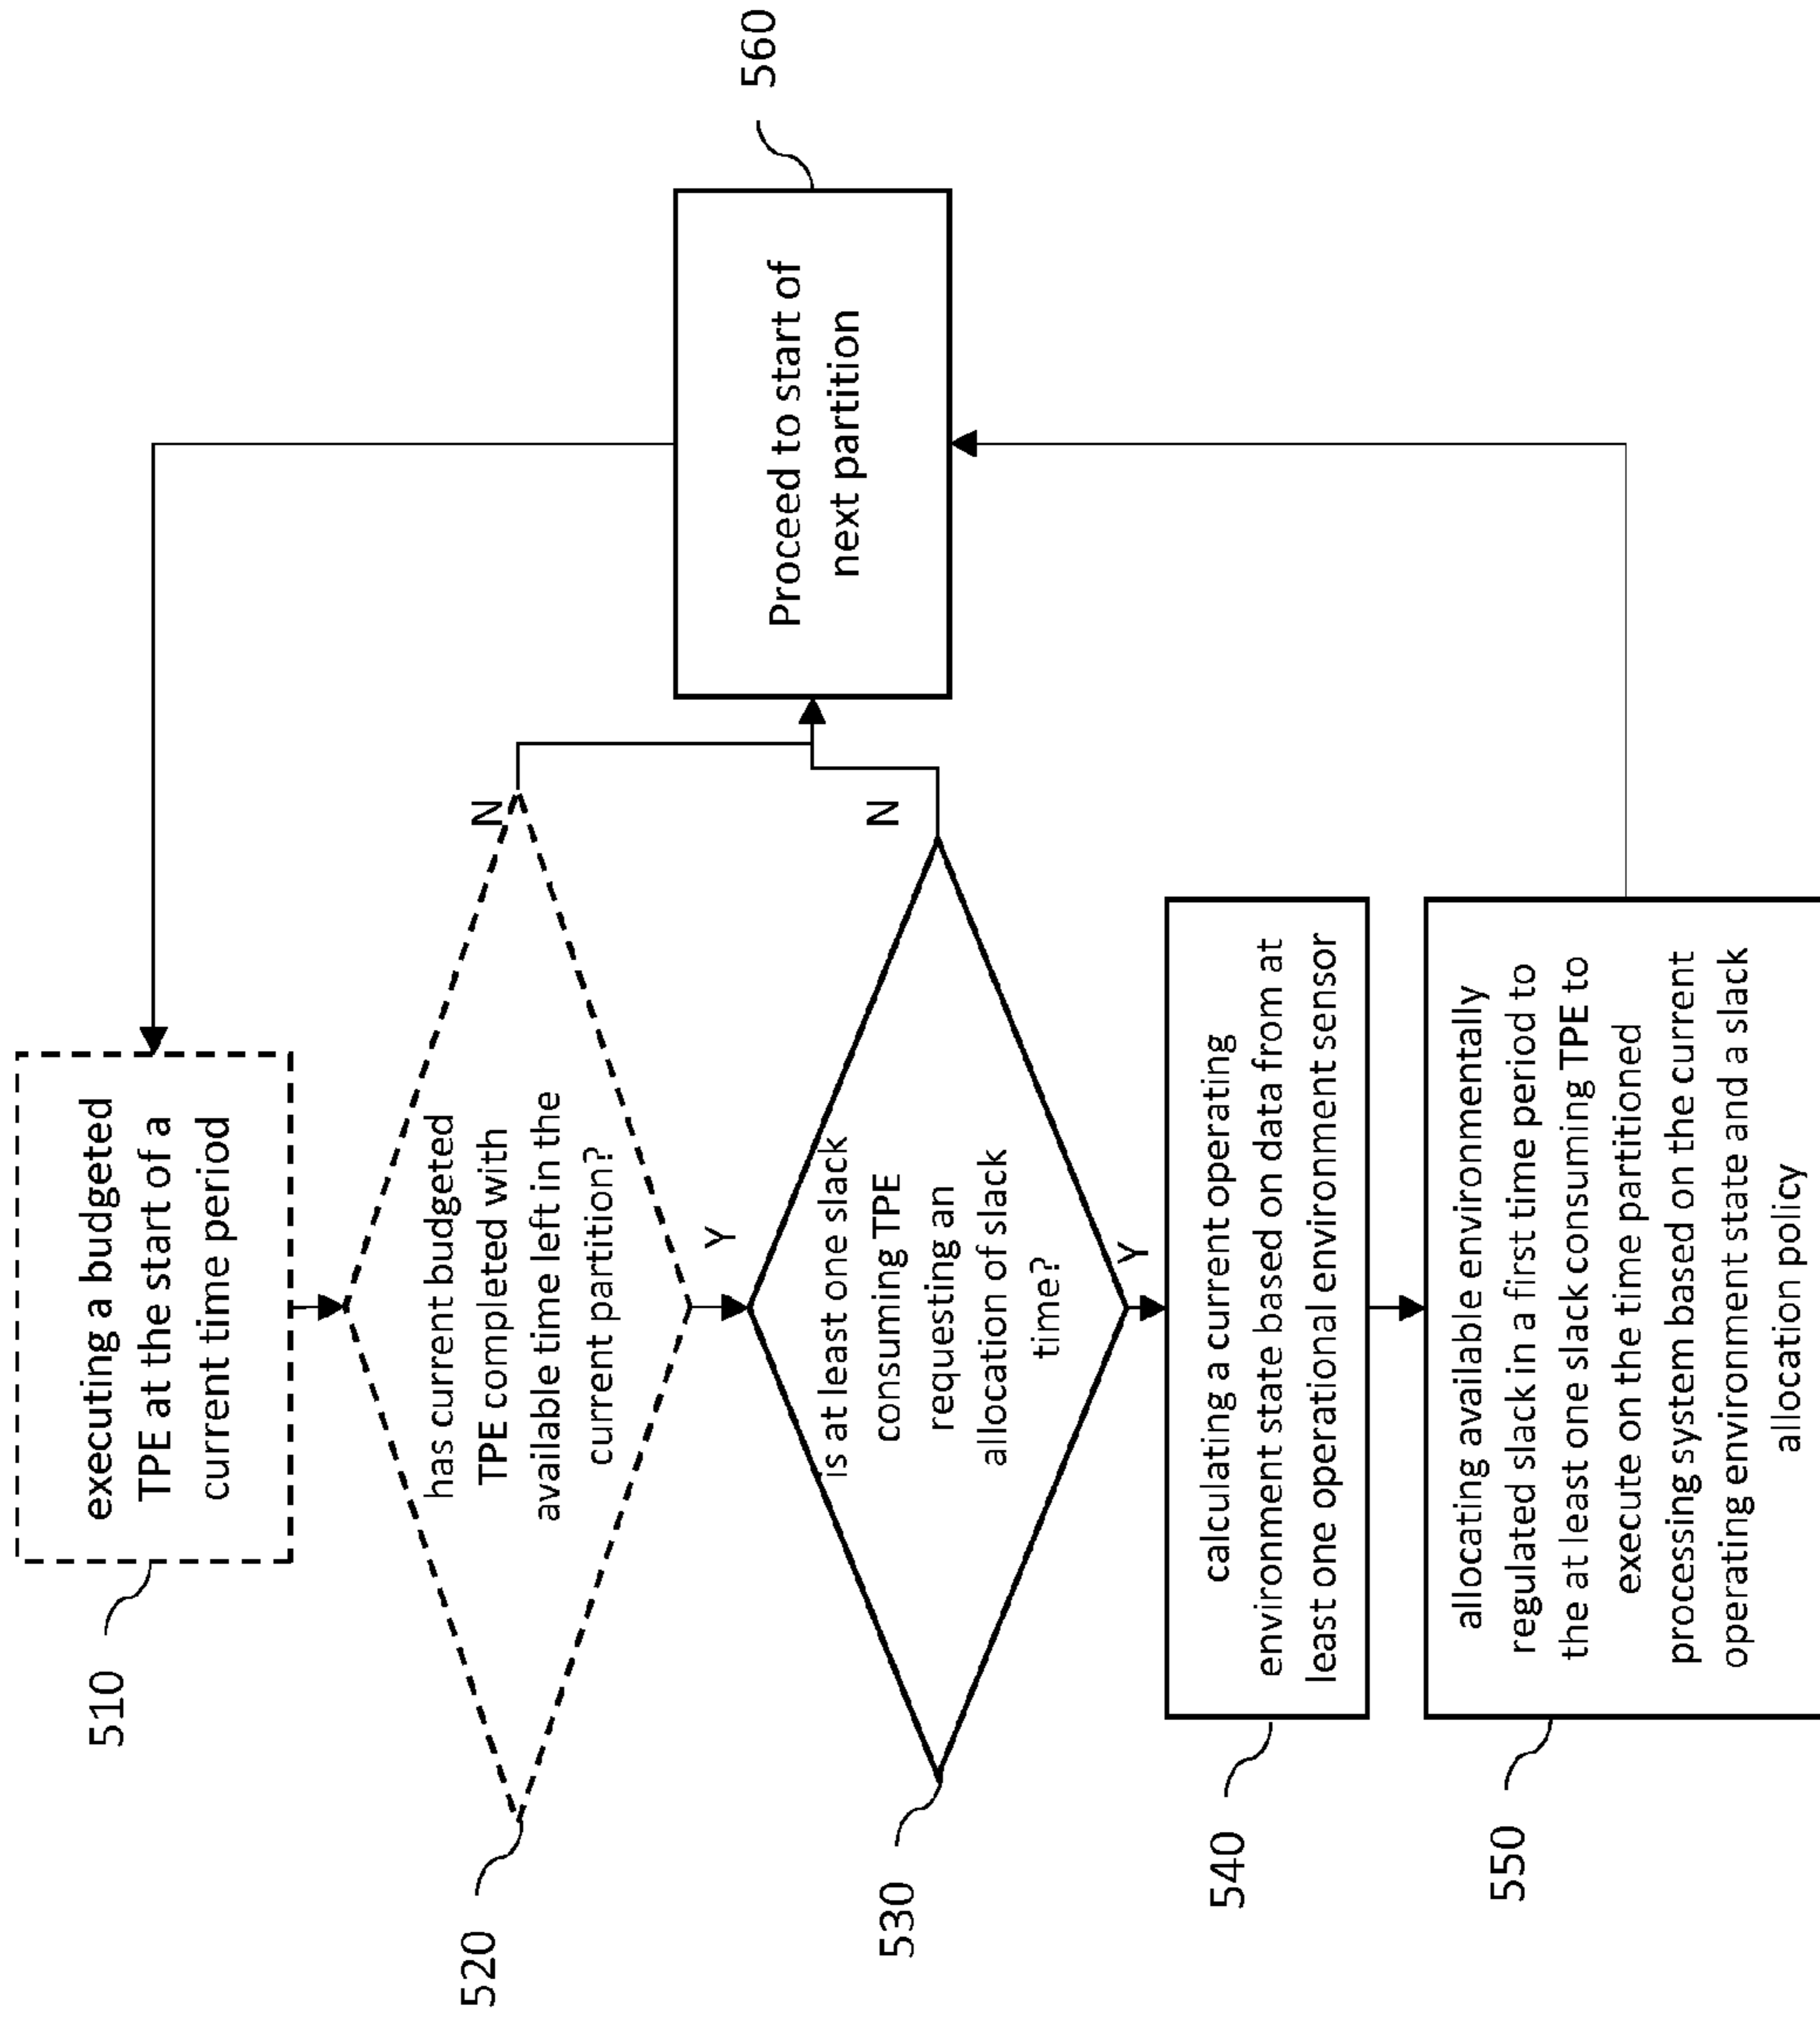 510
executing a budgeted
TPE at the start of a
current time period
520
has current budgeted
TPE completed with
available time left in the
current partition?
N
Y
530
is at least one slack
consuming TPE
requesting an
allocation of slack
time?
N
Y
540
calculating a current operating
environment state based on data from at
least one operational environment sensor
550
allocating available environmentally
regulated slack in a first time period to
the at least one slack consuming TPE to
execute on the time partitioned
processing system based on the current
operating environment state and a slack
allocation policy
Proceed to start of
next partition
560